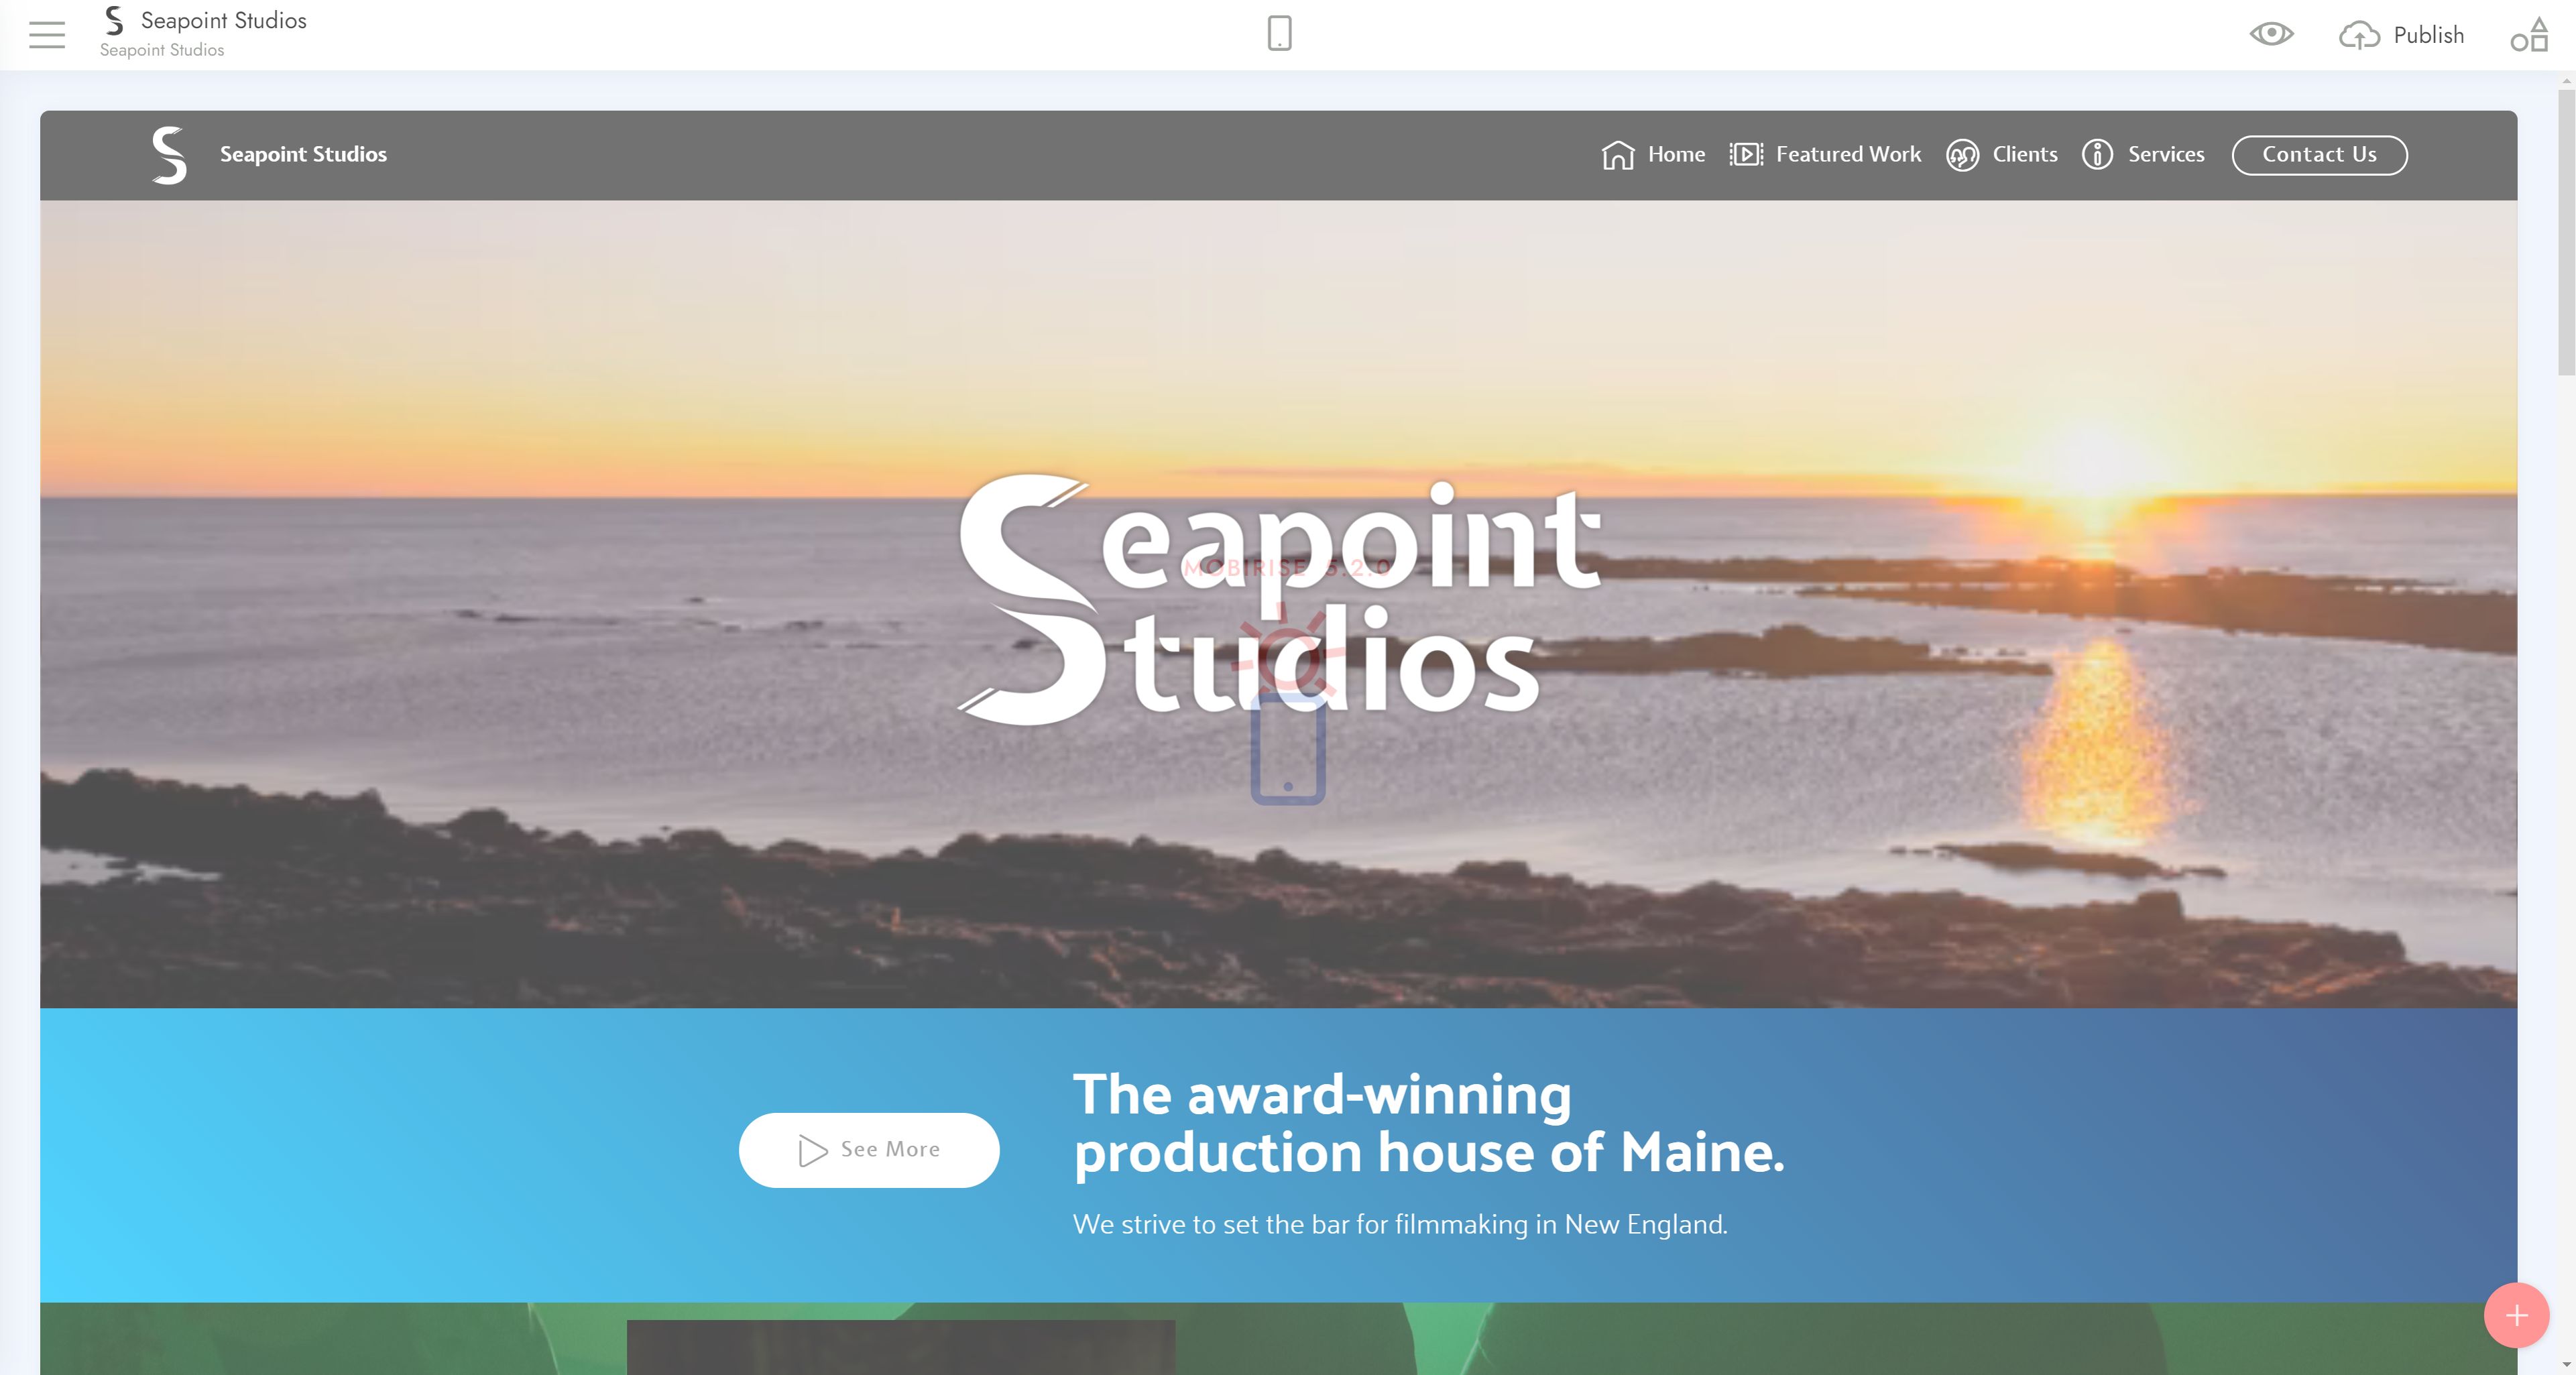 Seapoint Studios
Seapoint Studios
Publish
Seapoint Studios
Home
Featured Work
Clients
Services
Contact Us
Seapoint
Studios
MOBIRISE 5.2.0
See More
The award-winning
production house of Maine.
We strive to set the bar for filmmaking in New England.